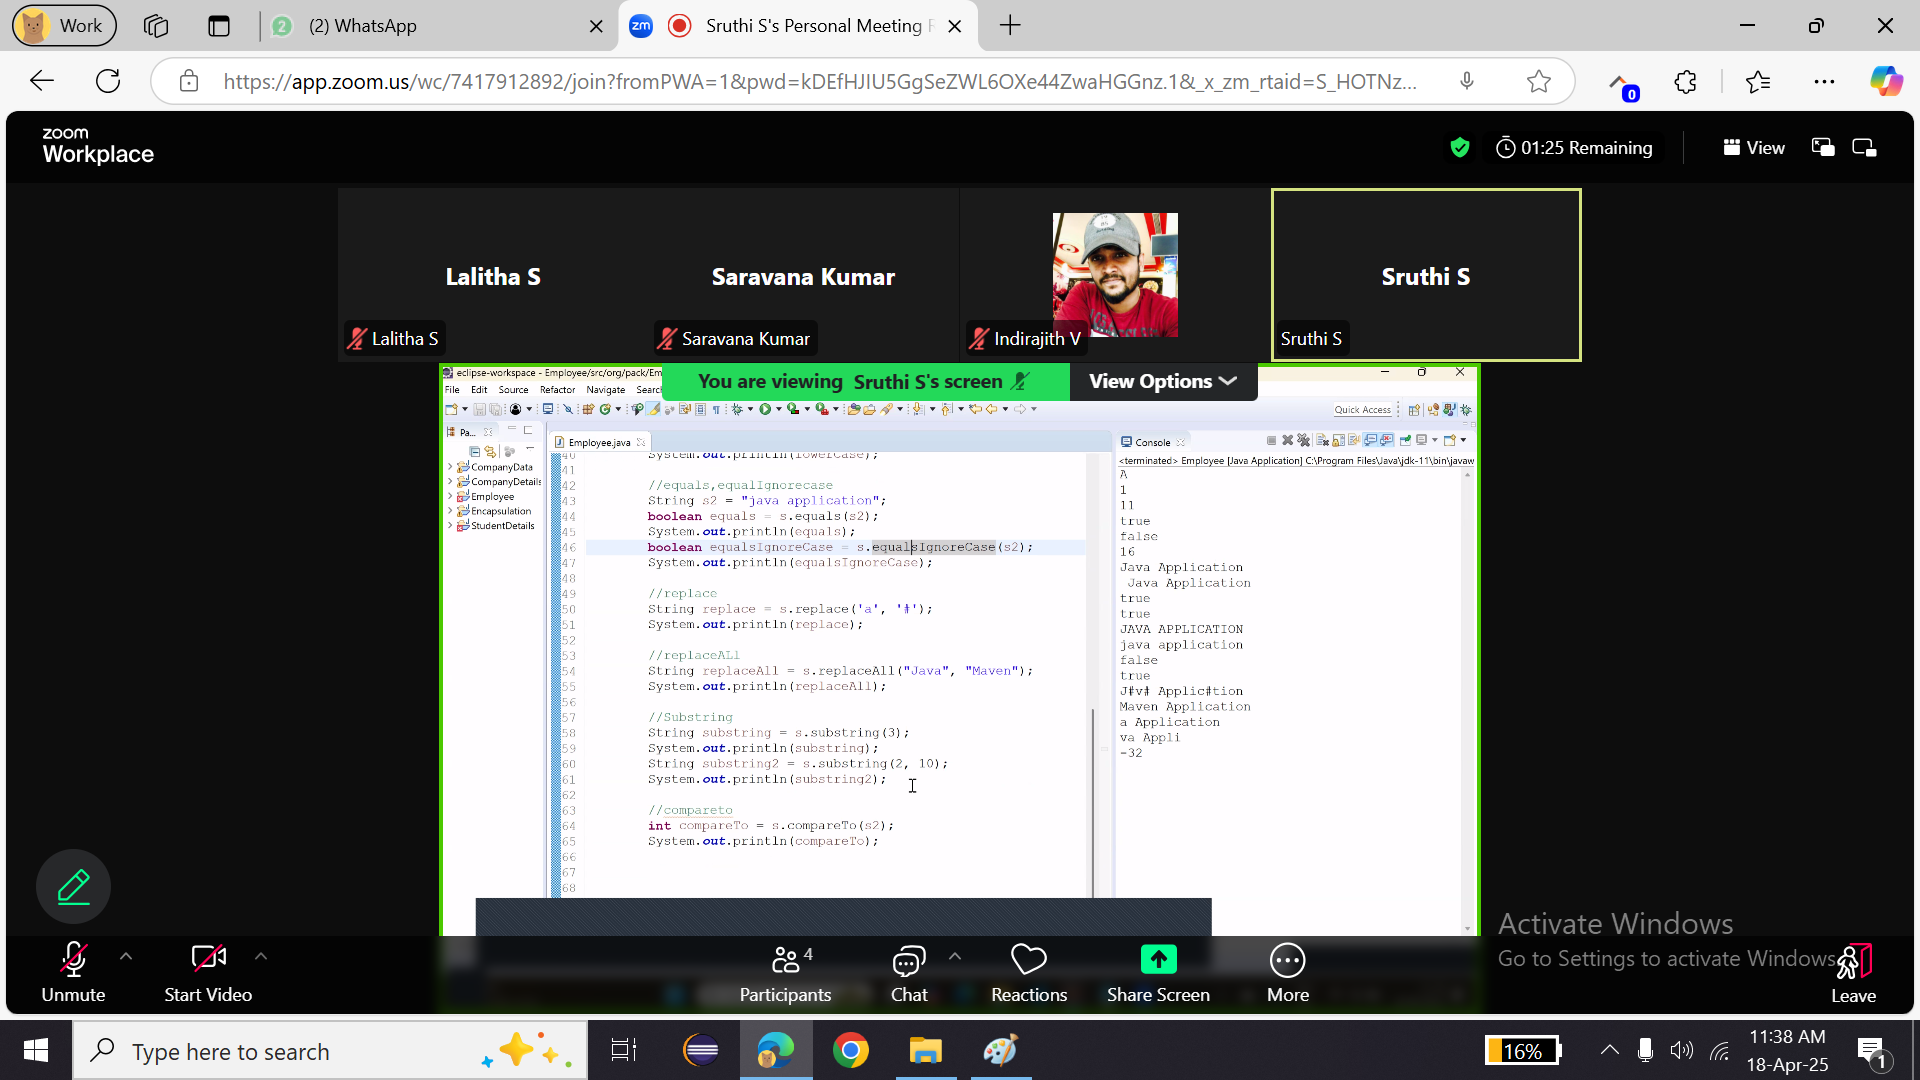 Work
2
(2) WhatsApp
zm
Sruthi S's Personal Meeting
https://app.zoom.us/wc/7417912892/join?fromPWA=1&pwd=kDEfHJIU5GgSeZWL6OXe44ZwaHGGnz.1&_x_zm_rtaid=S_HOTNz...
0
zoom
Workplace
01:25 Remaining
View
Lalitha S
Saravana Kumar
Sruthi S
Lalitha S
Saravana Kumar
Indirajith V
Sruthi S
eclipse-workspace - Employee/src/org/pack/Em
You are viewing Sruthi S's screen
View Options
File Edit Source Refactor Navigate Searc
Quick Access
Pa...
CompanyData
CompanyDetails
Employee
Encapsulation
StudentDetails
Employee.java
40 System.out.println(lowerCase);
41
42 //equals,equalIgnorecase
43 String s2 = "java application";
44 boolean equals = s.equals(s2);
45 System.out.println(equals);
46 boolean equalsIgnoreCase = s.equalsIgnoreCase(s2);
47 System.out.println(equalsIgnoreCase);
48
49 //replace
50 String replace = s.replace('a', '#');
51 System.out.println(replace);
52
53 //replaceALl
54 String replaceAll = s.replaceAll("Java", "Maven");
55 System.out.println(replaceAll);
56
57 //Substring
58 String substring = s.substring(3);
59 System.out.println(substring);
60 String substring2 = s.substring(2, 10);
61 System.out.println(substring2);
62
63 //compareto
64 int compareTo = s.compareTo(s2);
65 System.out.println(compareTo);
66
67
68
Console
<terminated> Employee [Java Application] C:\Program Files\Java\jdk-11\bin\javaw
A
1
11
true
false
16
Java Application
Java Application
true
true
JAVA APPLICATION
java application
false
true
J#v# Applic#tion
Maven Application
a Application
va Appli
-32
Activate Windows
Go to Settings to activate Windows.
Unmute
Start Video
4
Participants
Chat
Reactions
Share Screen
More
Leave
Type here to search
16%
11:38 AM
18-Apr-25
1